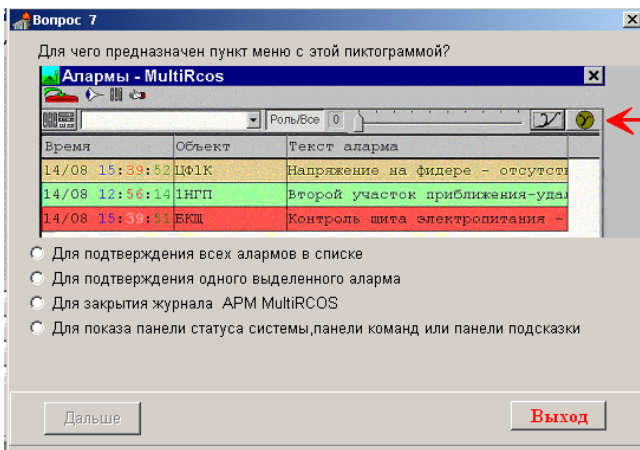 Вопрос 7
Для чего предназначен пункт меню с этой пиктограммой?
Алармы - MultiRcos
Роль/Все 0
Время Объект Текст аларма
14/08 15:39:52 ЦФ1К Напряжение на фидере - отсутст
14/08 12:56:14 1НГП Второй участок приближения-уда
14/08 15:39:51 БКЩ Контроль щита электропитания -
Для подтверждения всех алармов в списке
Для подтверждения одного выделенного аларма
Для закрытия журнала АРМ MultiRCOS
Для показа панели статуса системы,панели команд или панели подсказки
Дальше Выход